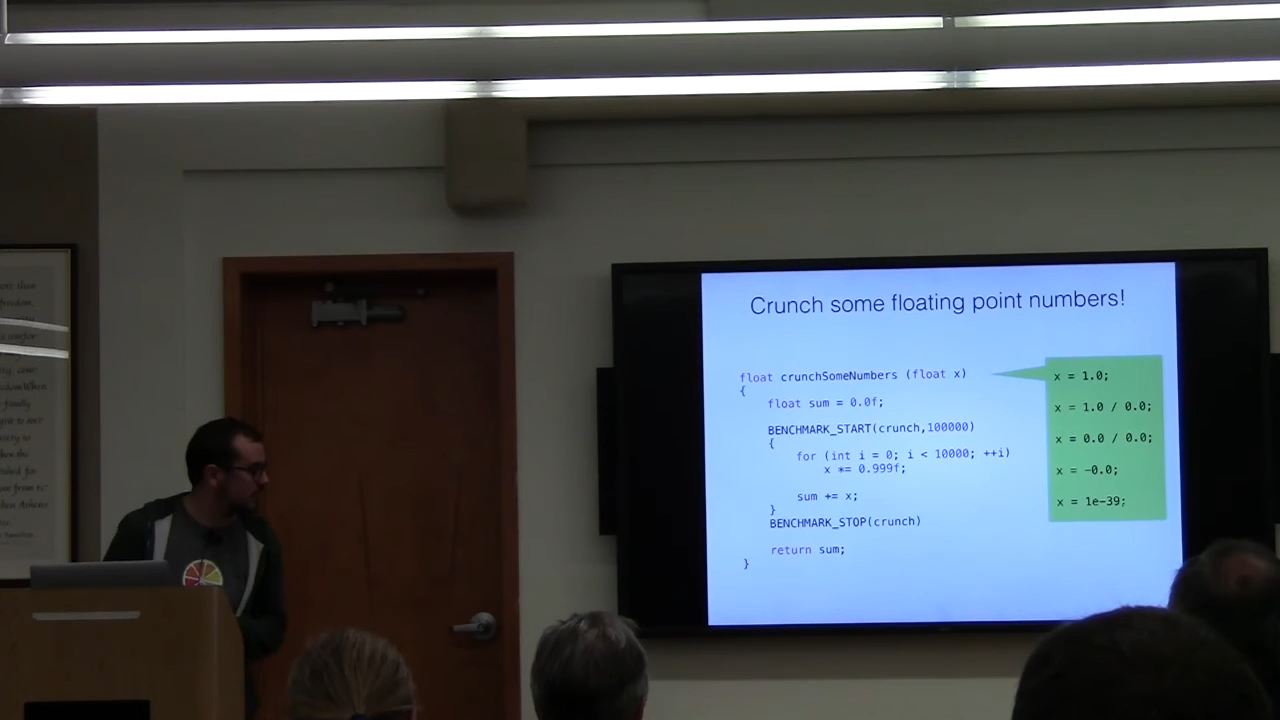 Crunch some floating point numbers!
float crunchSomeNumbers (float x)
{
float sum = 0.0f;
BENCHMARK_START(crunch,100000)
{
for (int i = 0; i < 10000; ++i)
x *= 0.999f;
sum += x;
}
BENCHMARK_STOP(crunch)
return sum;
}
x = 1.0;
x = 1.0 / 0.0;
x = 0.0 / 0.0;
x = -0.0;
x = 1e-39;